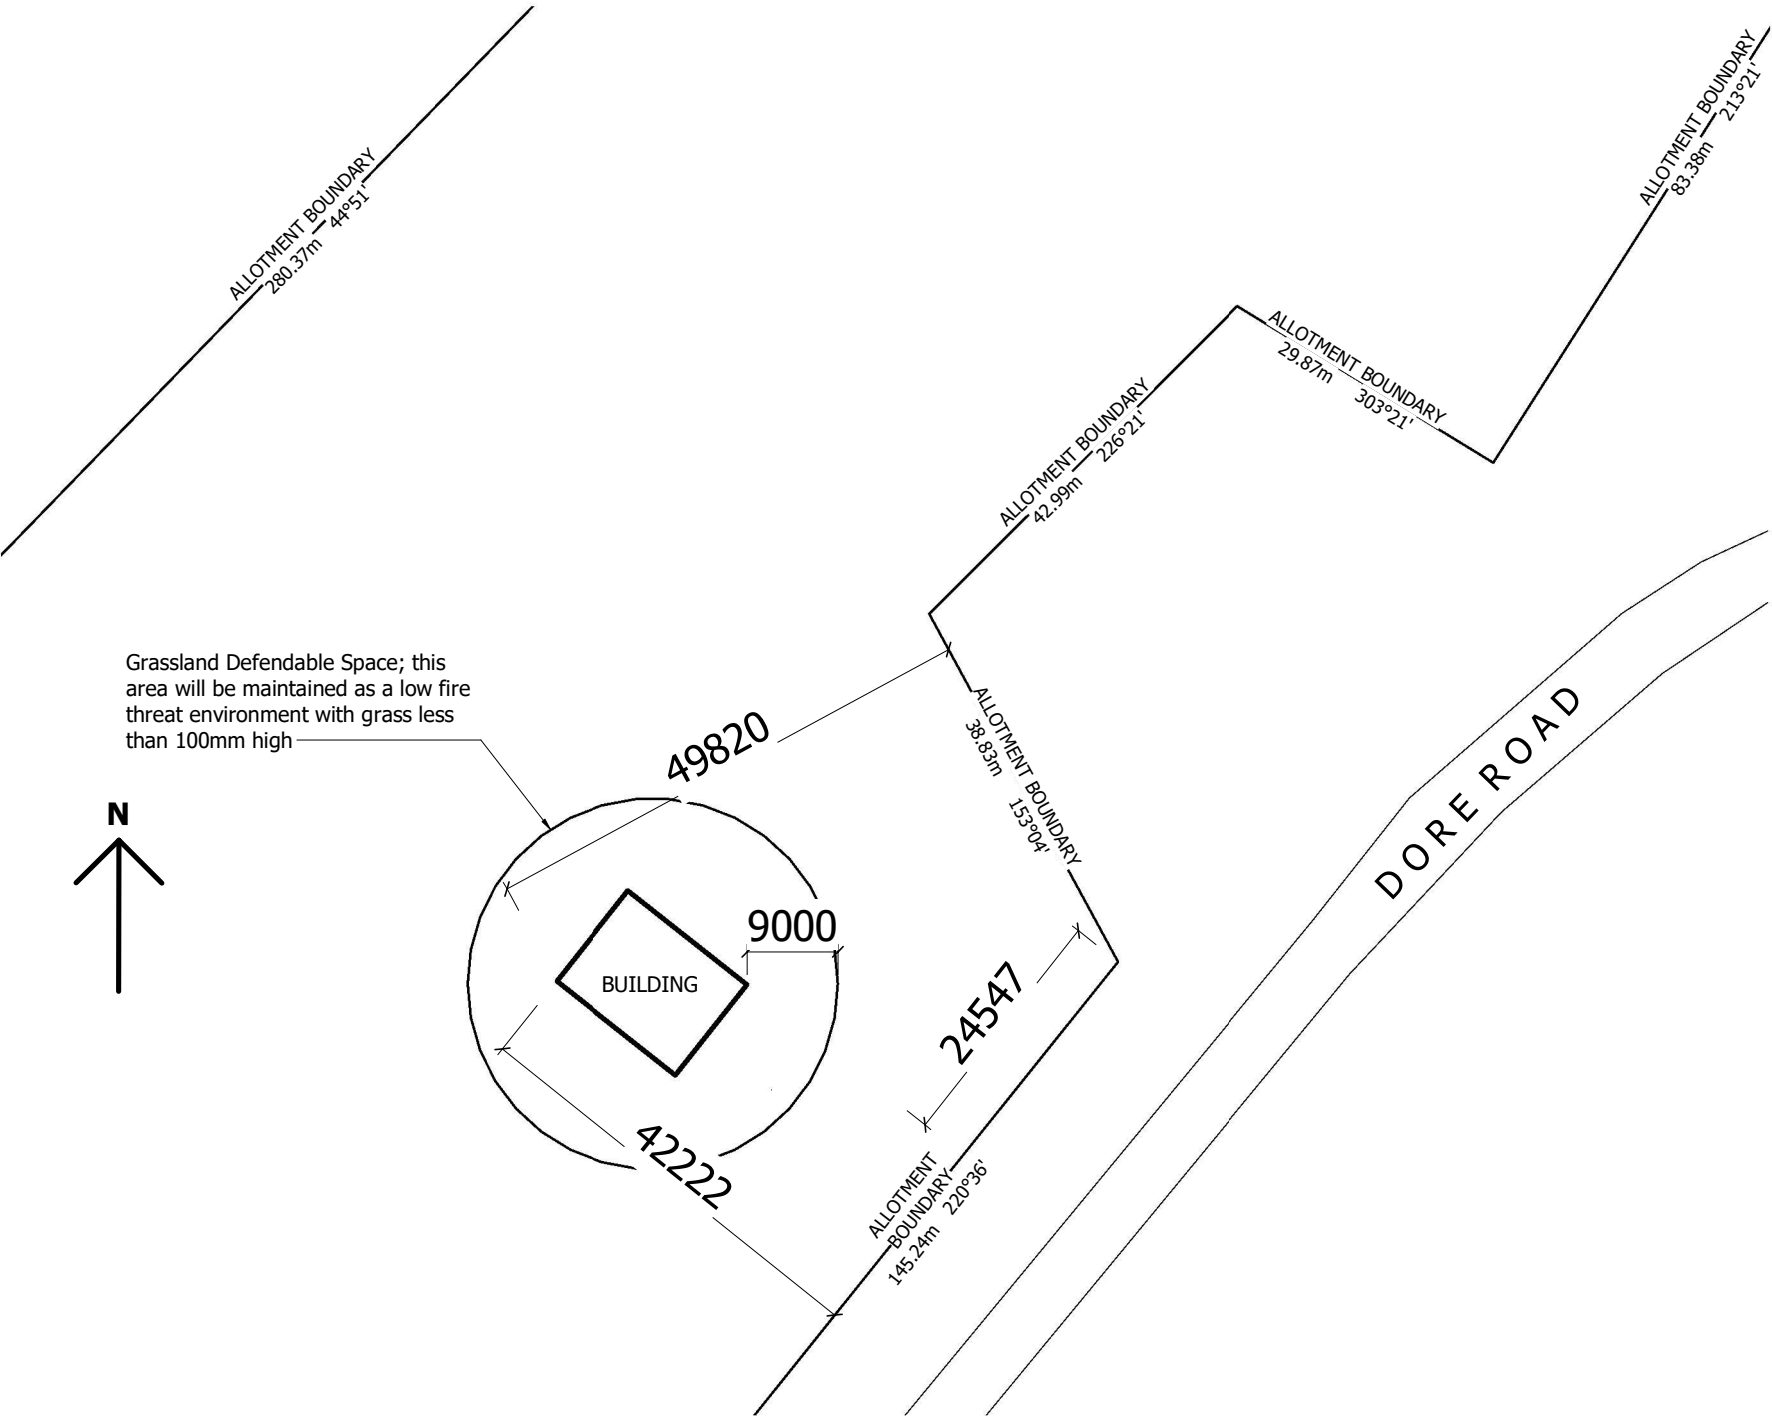 ALLOTMENT BOUNDARY
213°21'
83.38m
ALLOTMENT BOUNDARY
44°51'
280.37m
ALLOTMENT BOUNDARY
29.87m
303°21'
ALLOTMENT BOUNDARY
226°21'
42.99m
Grassland Defendable Space; this
area will be maintained as a low fire
threat environment with grass less
than 100mm high
49820
ALLOTMENT BOUNDARY
38.83m
153°04'
DORE ROAD
N
9000
BUILDING
24547
42222
ALLOTMENT
BOUNDARY
145.24m 220°36'